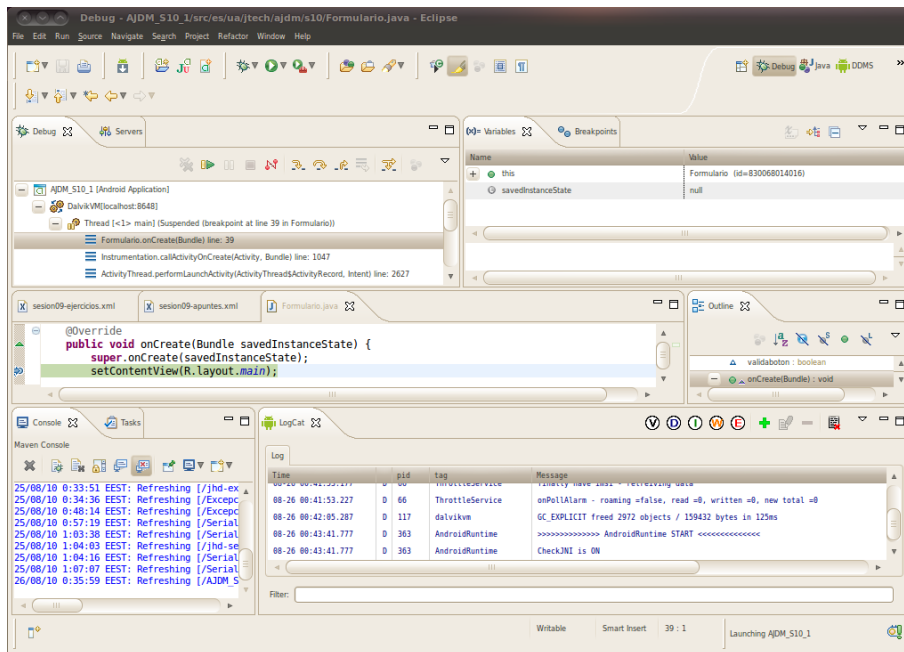 Debug - AJDM_S10_1/src/es/ua/jtech/ajdm/s10/Formulario.java - Eclipse
File Edit Run Source Navigate Search Project Refactor Window Help
Debug Java DDMS »
Debug Servers
AJDM_S10_1 [Android Application]
DalvikVM[localhost:8648]
Thread [<1> main] (Suspended (breakpoint at line 39 in Formulario))
Formulario.onCreate(Bundle) line: 39
Instrumentation.callActivityOnCreate(Activity, Bundle) line: 1047
ActivityThread.performLaunchActivity(ActivityThread$ActivityRecord, Intent) line: 2627
(x)= Variables Breakpoints
Name Value
this Formulario (id=830068014016)
savedInstanceState null
sesion09-ejercicios.xml sesion09-apuntes.xml Formulario.java
@Override
public void onCreate(Bundle savedInstanceState) {
super.onCreate(savedInstanceState);
setContentView(R.layout.main);
Outline
validaboton : boolean
onCreate(Bundle) : void
Console Tasks
Maven Console
25/08/10 0:33:51 EEST: Refreshing [/jhd-ex
25/08/10 0:34:36 EEST: Refreshing [/Excepc
25/08/10 0:48:14 EEST: Refreshing [/Excepc
25/08/10 0:57:19 EEST: Refreshing [/Serial
25/08/10 1:03:38 EEST: Refreshing [/Serial
25/08/10 1:04:03 EEST: Refreshing [/jhd-se
25/08/10 1:04:16 EEST: Refreshing [/Serial
25/08/10 1:07:07 EEST: Refreshing [/Serial
26/08/10 0:35:59 EEST: Refreshing [/AJDM_S
LogCat V D I W E
Log
Time pid tag Message
08-26 00:41:53.177 D 66 ThrottleService finally have imsi - retreiving data
08-26 00:41:53.227 D 66 ThrottleService onPollAlarm - roaming =false, read =0, written =0, new total =0
08-26 00:42:05.287 D 117 dalvikvm GC_EXPLICIT freed 2972 objects / 159432 bytes in 125ms
08-26 00:43:41.777 D 363 AndroidRuntime >>>>>>>>>>>>>> AndroidRuntime START <<<<<<<<<<<<<<
08-26 00:43:41.777 D 363 AndroidRuntime CheckJNI is ON
Filter:
Writable Smart Insert 39 : 1 Launching AJDM_S10_1